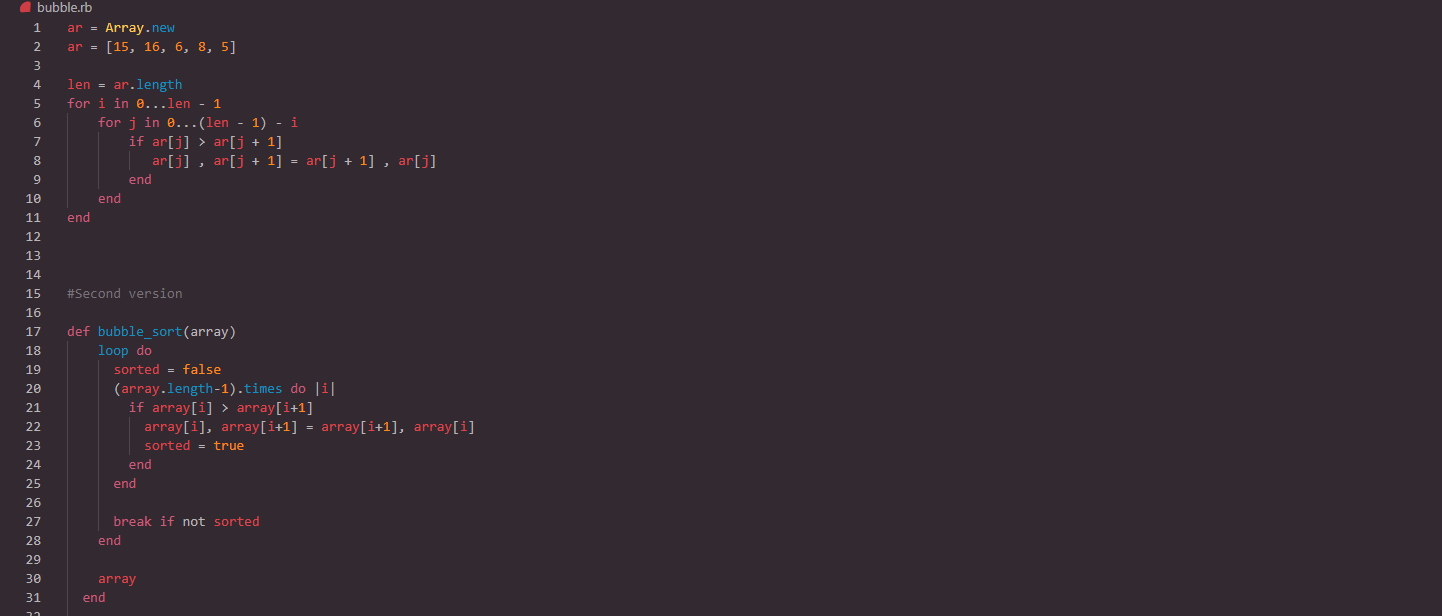 bubble.rb
1 ar = Array.new
2 ar = [15, 16, 6, 8, 5]
3
4 len = ar.length
5 for i in 0...len - 1
6     for j in 0...(len - 1) - i
7         if ar[j] > ar[j + 1]
8            ar[j] , ar[j + 1] = ar[j + 1] , ar[j]
9         end
10     end
11 end
12
13
14
15 #Second version
16
17 def bubble_sort(array)
18     loop do
19       sorted = false
20       (array.length-1).times do |i|
21         if array[i] > array[i+1]
22           array[i], array[i+1] = array[i+1], array[i]
23           sorted = true
24         end
25       end
26
27       break if not sorted
28     end
29
30     array
31   end
32